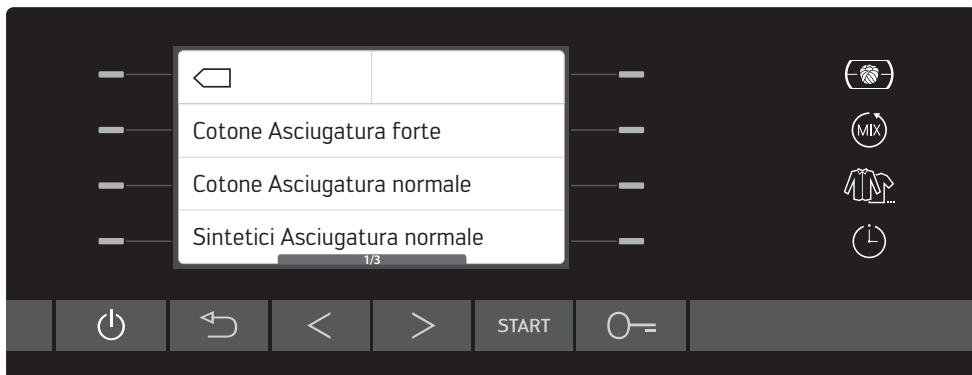 Cotone Asciugatura forte
MIX
Cotone Asciugatura normale
Sintetici Asciugatura normale
1/3
START